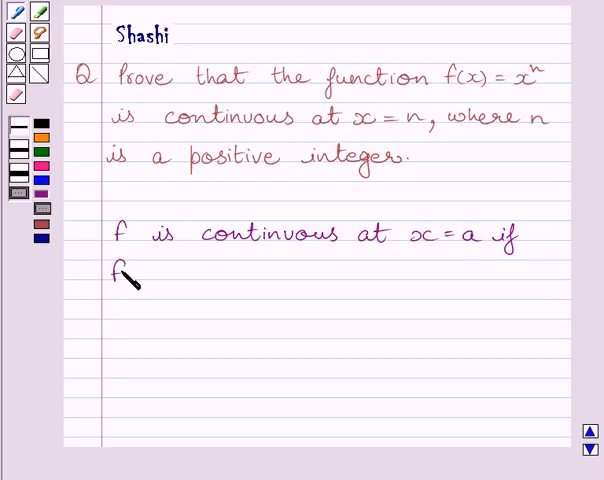 Shashi
Q Prove that the function f(x) = xⁿ
is continuous at x = n, where n
is a positive integer.
f is continuous at x = a if
f